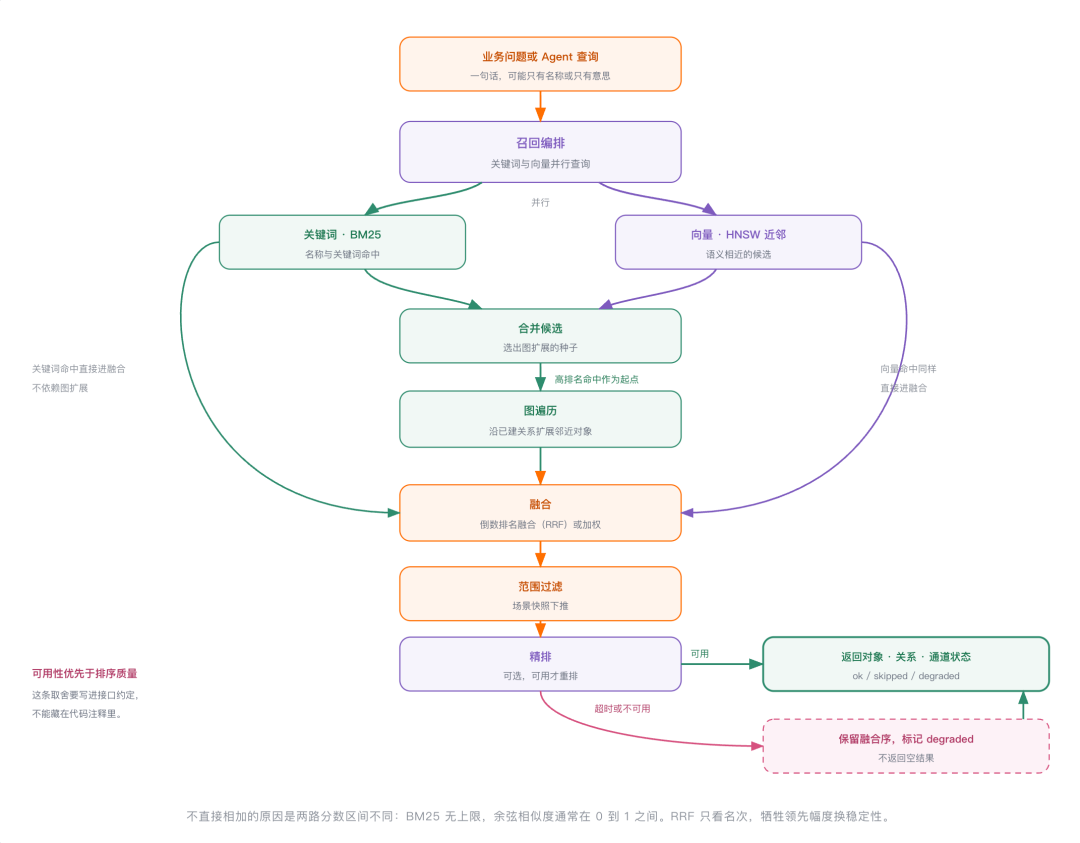 业务问题或 Agent 查询
一句话，可能只有名称或只有意思
召回编排
关键词与向量并行查询
并行
关键词 · BM25
名称与关键词命中
向量 · HNSW 近邻
语义相近的候选
合并候选
选出图扩展的种子
关键词命中直接进融合
不依赖图扩展
向量命中同样
直接进融合
高排名命中作为起点
图遍历
沿已建关系扩展邻近对象
融合
倒数排名融合（RRF）或加权
范围过滤
场景快照下推
精排
可选，可用才重排
可用
返回对象 · 关系 · 通道状态
ok / skipped / degraded
可用性优先于排序质量
这条取舍要写进接口约定，
不能藏在代码注释里。
超时或不可用
保留融合序，标记 degraded
不返回空结果
不直接相加的原因是两路分数区间不同：BM25 无上限，余弦相似度通常在 0 到 1 之间。RRF 只看名次，牺牲领先幅度换稳定性。